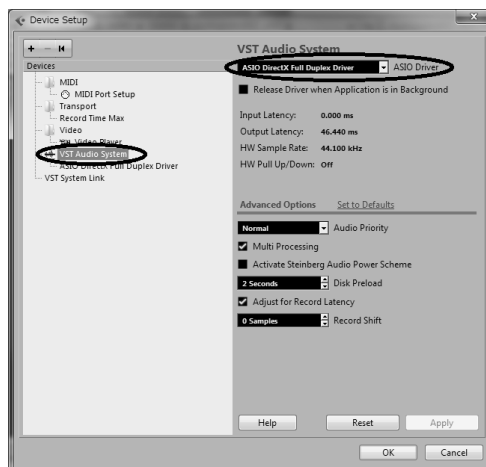 Device Setup
Devices
MIDI
MIDI Port Setup
Transport
Record Time Max
Video
Video Player
VST Audio System
ASIO DirectX Full Duplex Driver
VST System Link
VST Audio System
ASIO DirectX Full Duplex Driver ASIO Driver
Release Driver when Application is in Background
Input Latency: 0.000 ms
Output Latency: 46.440 ms
HW Sample Rate: 44.100 kHz
HW Pull Up/Down: Off
Advanced Options Set to Defaults
Normal Audio Priority
Multi Processing
Activate Steinberg Audio Power Scheme
2 Seconds Disk Preload
Adjust for Record Latency
0 Samples Record Shift
Help Reset Apply
OK Cancel